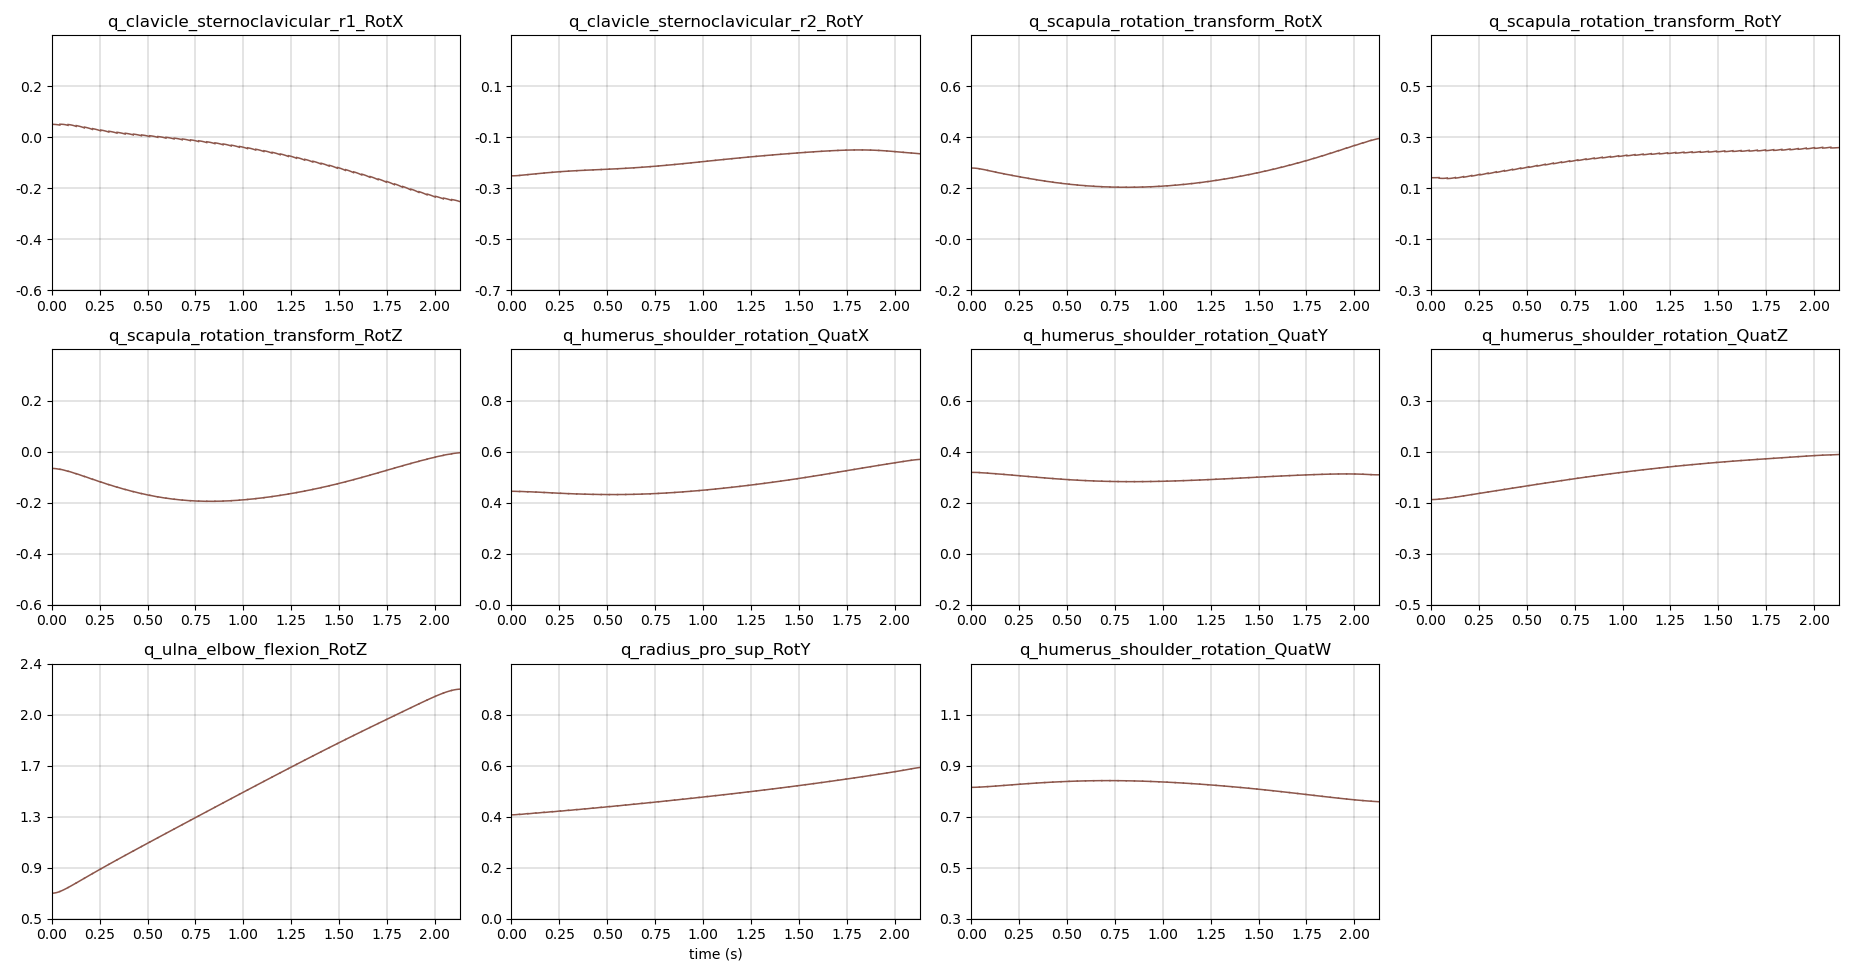 q_clavicle_sternoclavicular_r1_RotX
q_clavicle_sternoclavicular_r2_RotY
q_scapula_rotation_transform_RotX
q_scapula_rotation_transform_RotY
0.2
0.0
-0.2
-0.4
-0.6
0.00 0.25 0.50 0.75 1.00 1.25 1.50 1.75 2.00
0.1
-0.1
-0.3
-0.5
-0.7
0.00 0.25 0.50 0.75 1.00 1.25 1.50 1.75 2.00
0.6
0.4
0.2
-0.0
-0.2
0.00 0.25 0.50 0.75 1.00 1.25 1.50 1.75 2.00
0.5
0.3
0.1
-0.1
-0.3
0.00 0.25 0.50 0.75 1.00 1.25 1.50 1.75 2.00
q_scapula_rotation_transform_RotZ
q_humerus_shoulder_rotation_QuatX
q_humerus_shoulder_rotation_QuatY
q_humerus_shoulder_rotation_QuatZ
0.2
0.0
-0.2
-0.4
-0.6
0.00 0.25 0.50 0.75 1.00 1.25 1.50 1.75 2.00
0.8
0.6
0.4
0.2
-0.0
0.00 0.25 0.50 0.75 1.00 1.25 1.50 1.75 2.00
0.6
0.4
0.2
0.0
-0.2
0.00 0.25 0.50 0.75 1.00 1.25 1.50 1.75 2.00
0.3
0.1
-0.1
-0.3
-0.5
0.00 0.25 0.50 0.75 1.00 1.25 1.50 1.75 2.00
q_ulna_elbow_flexion_RotZ
q_radius_pro_sup_RotY
q_humerus_shoulder_rotation_QuatW
2.4
2.0
1.7
1.3
0.9
0.5
0.00 0.25 0.50 0.75 1.00 1.25 1.50 1.75 2.00
0.8
0.6
0.4
0.2
0.0
0.00 0.25 0.50 0.75 1.00 1.25 1.50 1.75 2.00
time (s)
1.1
0.9
0.7
0.5
0.3
0.00 0.25 0.50 0.75 1.00 1.25 1.50 1.75 2.00